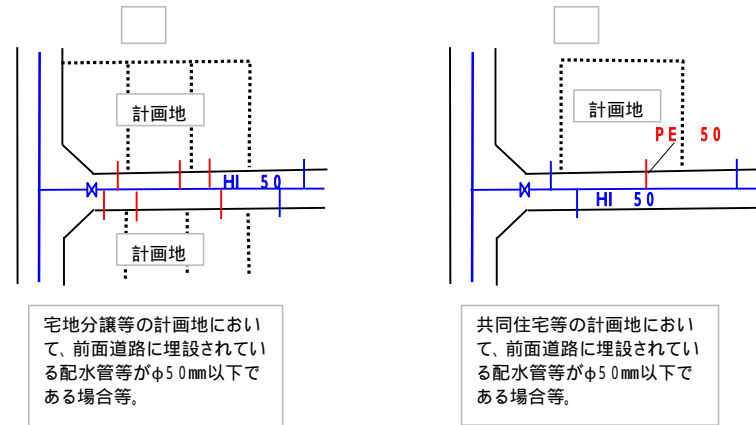 計画地
HI 50
計画地
宅地分譲等の計画地におい
て、前面道路に埋設されてい
る配水管等がφ50㎜以下で
ある場合等。
計画地
PE 50
HI 50
共同住宅等の計画地におい
て、前面道路に埋設されてい
る配水管等がφ50㎜以下で
ある場合等。